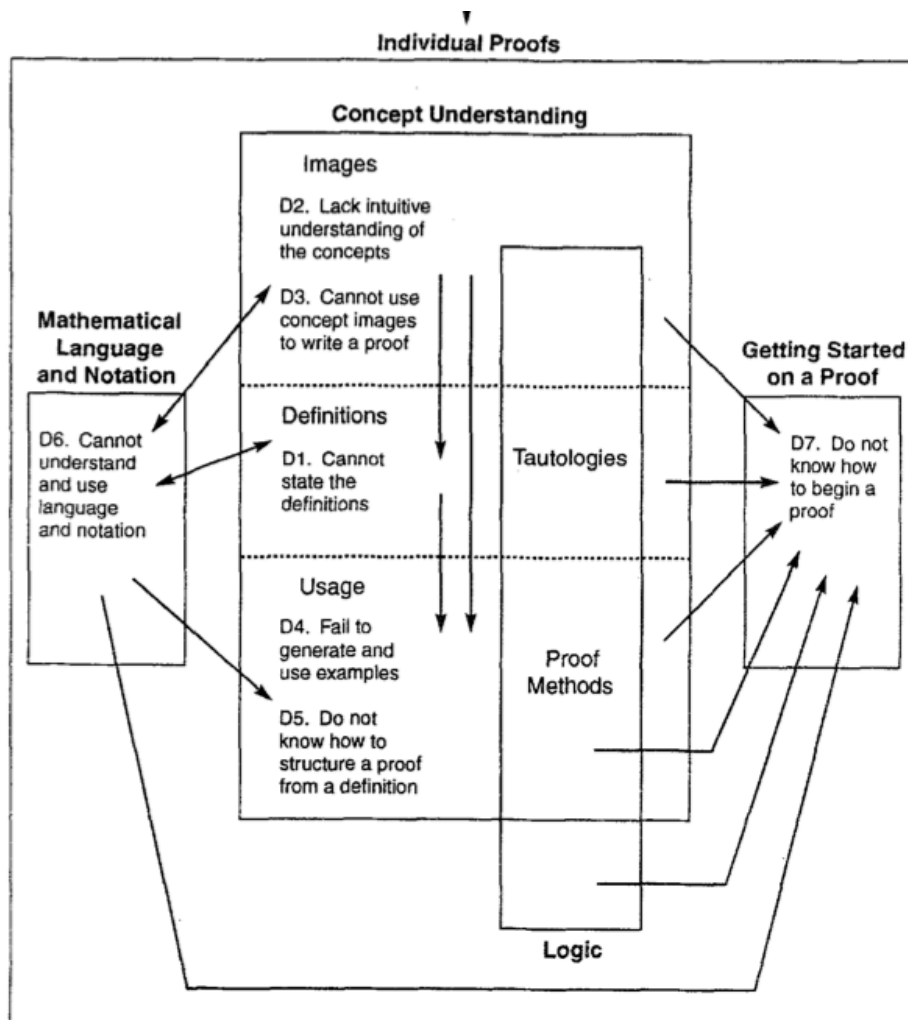 Individual Proofs
Concept Understanding
Images
D2. Lack intuitive
understanding of
the concepts
D3. Cannot use
concept images
to write a proof
Mathematical
Language
and Notation
D6. Cannot
understand
and use
language
and notation
Definitions
D1. Cannot
state the
definitions
Usage
D4. Fail to
generate and
use examples
D5. Do not
know how to
structure a proof
from a definition
Tautologies
Proof
Methods
Logic
Getting Started
on a Proof
D7. Do not
know how
to begin a
proof